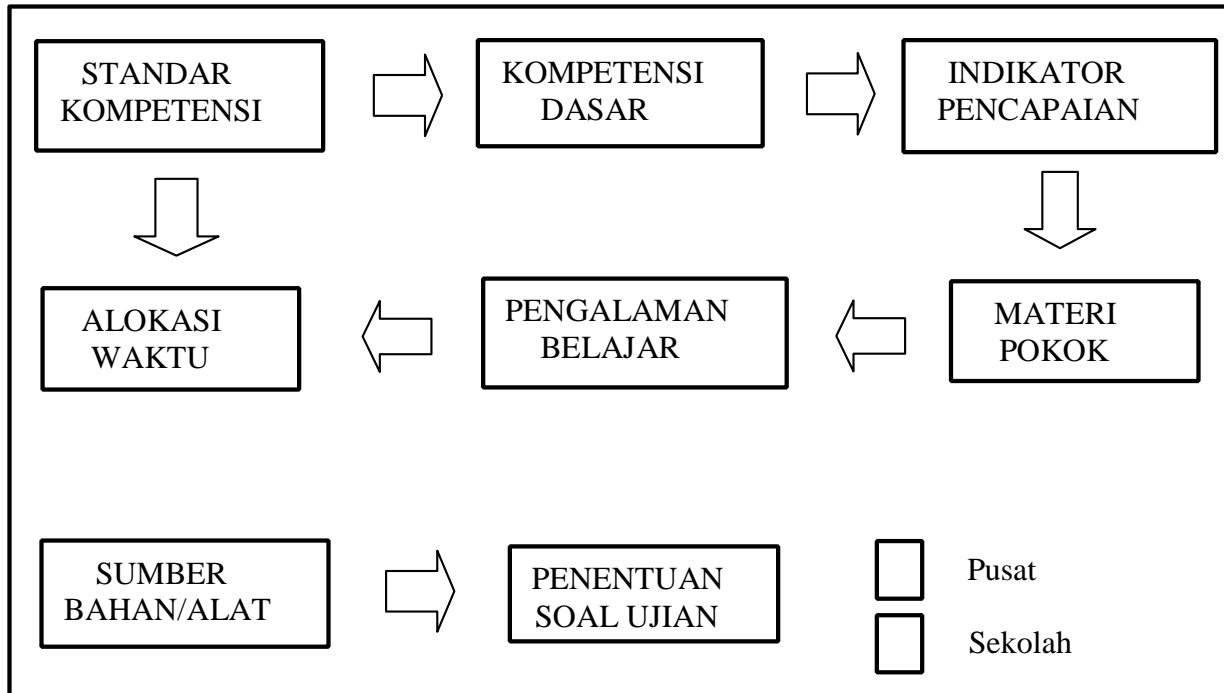 STANDAR
KOMPETENSI
KOMPETENSI
DASAR
INDIKATOR
PENCAPAIAN
ALOKASI
WAKTU
PENGALAMAN
BELAJAR
MATERI
POKOK
SUMBER
BAHAN/ALAT
PENENTUAN
SOAL UJIAN
Pusat
Sekolah